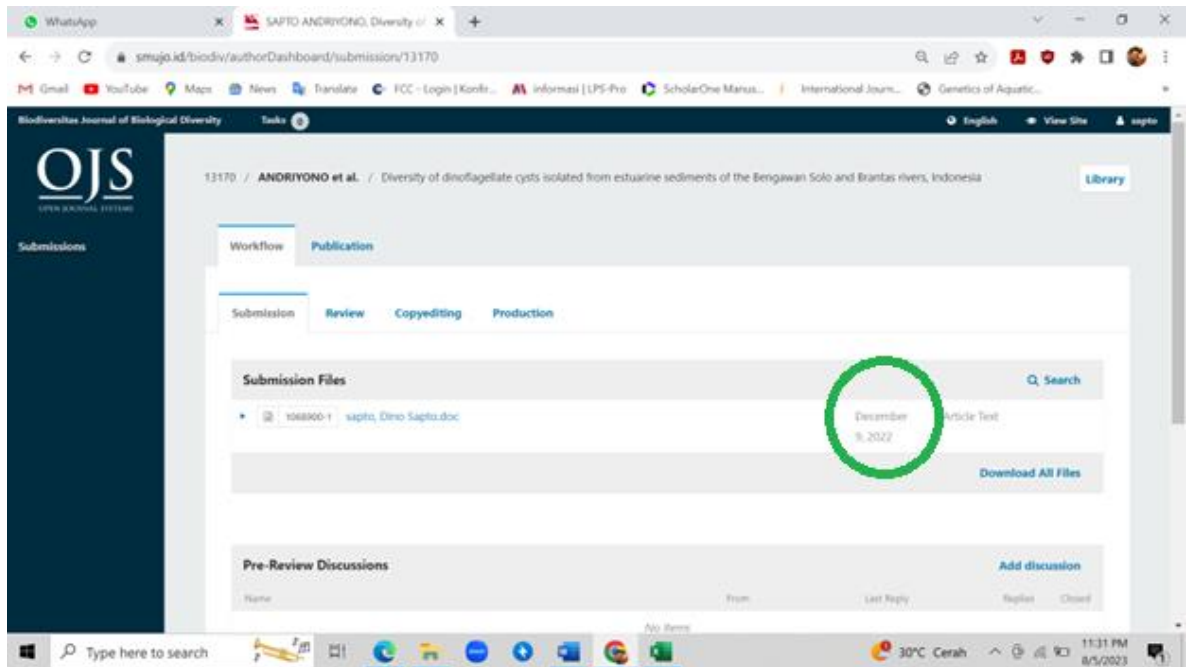 WhatsApp
SAPTO ANDRIYONO, Diversity of
smujo.id/biodiv/authorDashboard/submission/13170
Gmail YouTube Maps News Translate FCC - Login | Konfir... informasi | LPS-Pro ScholarOne Manus... International Journ... Genetics of Aquatic...
Biodiversitas Journal of Biological Diversity Tasks 0 English View Site sapto
OJS
OPEN JOURNAL SYSTEMS
13170 / ANDRIYONO et al. / Diversity of dinoflagellate cysts isolated from estuarine sediments of the Bengawan Solo and Brantas rivers, Indonesia
Library
Submissions
Workflow Publication
Submission Review Copyediting Production
Submission Files Search
1068900-1 sapto, Dino Sapto.doc December Article Text
9, 2022
Download All Files
Pre-Review Discussions Add discussion
Name From Last Reply Replies Closed
No Items
Type here to search 30°C Cerah 11:31 PM
8/5/2023